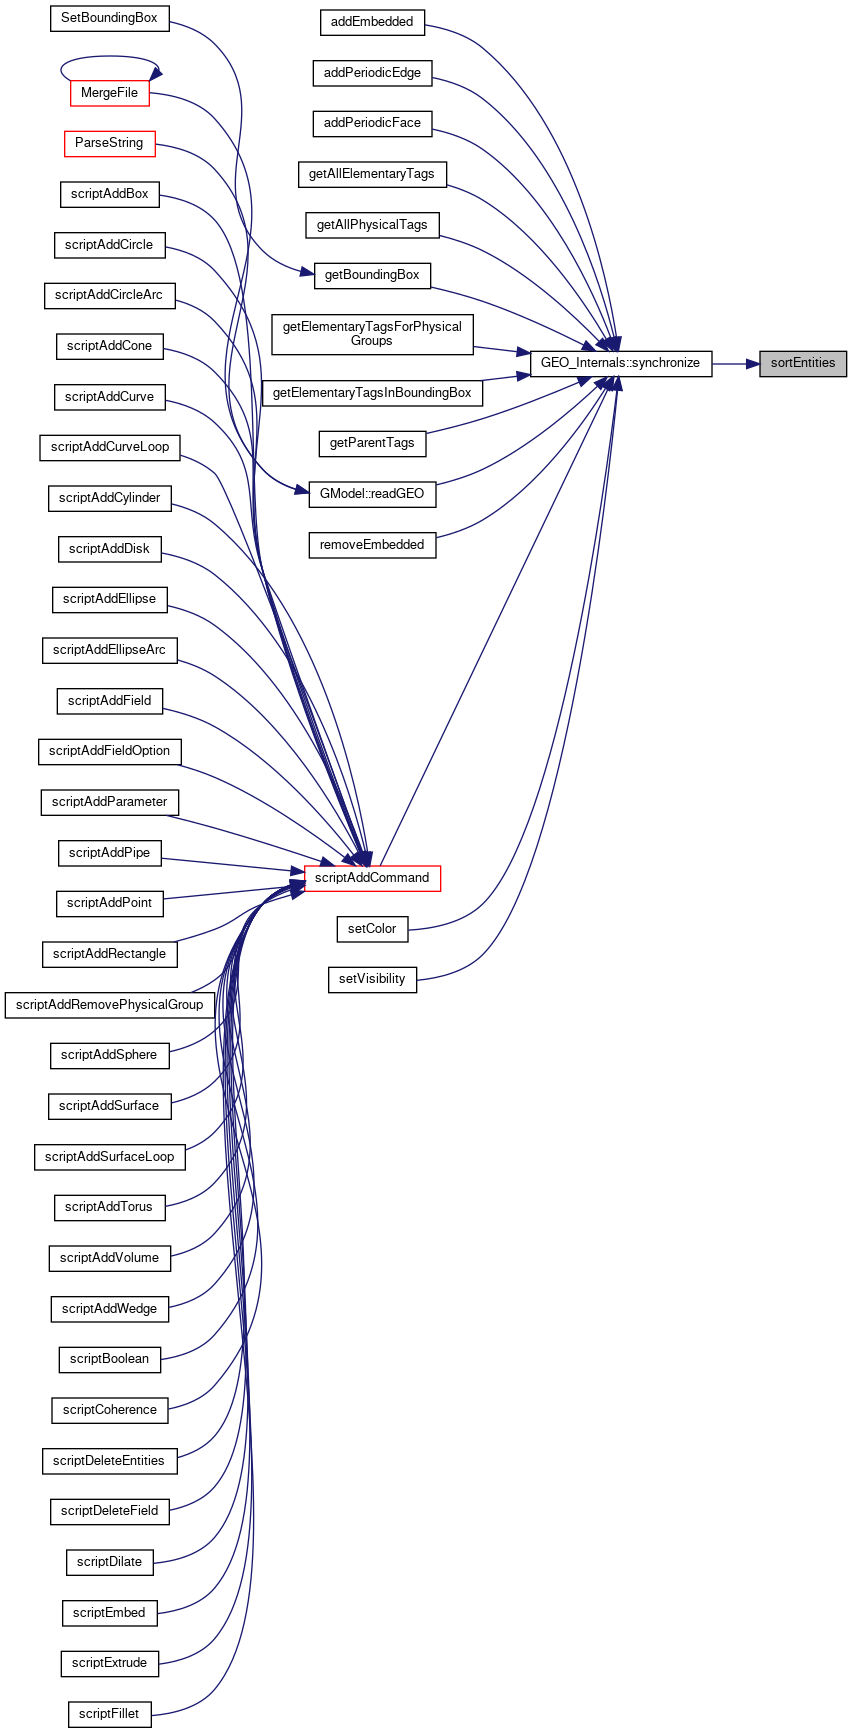 SetBoundingBox
MergeFile
ParseString
scriptAddBox
scriptAddCircle
scriptAddCircleArc
scriptAddCone
scriptAddCurve
scriptAddCurveLoop
scriptAddCylinder
scriptAddDisk
scriptAddEllipse
scriptAddEllipseArc
scriptAddField
scriptAddFieldOption
scriptAddParameter
scriptAddPipe
scriptAddPoint
scriptAddRectangle
scriptAddRemovePhysicalGroup
scriptAddSphere
scriptAddSurface
scriptAddSurfaceLoop
scriptAddTorus
scriptAddVolume
scriptAddWedge
scriptBoolean
scriptCoherence
scriptDeleteEntities
scriptDeleteField
scriptDilate
scriptEmbed
scriptExtrude
scriptFillet
addEmbedded
addPeriodicEdge
addPeriodicFace
getAllElementaryTags
getAllPhysicalTags
getBoundingBox
getElementaryTagsForPhysical
Groups
getElementaryTagsInBoundingBox
getParentTags
GModel::readGEO
removeEmbedded
scriptAddCommand
setColor
setVisibility
GEO_Internals::synchronize
sortEntities